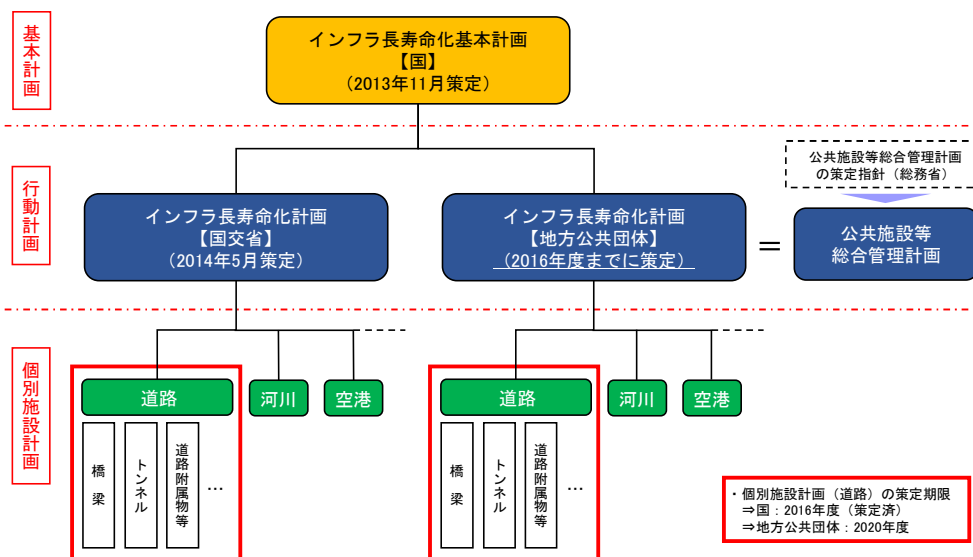 基本計画
インフラ長寿命化基本計画
【国】
（2013年11月策定）
行動計画
インフラ長寿命化計画
【国交省】
（2014年5月策定）
インフラ長寿命化計画
【地方公共団体】
（2016年度までに策定）
＝
公共施設等総合管理計画
の策定指針（総務省）
公共施設等
総合管理計画
個別施設計画
道路
河川
空港
橋梁
トンネル
道路附属物等
…
道路
河川
空港
橋梁
トンネル
道路附属物等
…
・個別施設計画（道路）の策定期限
⇒国：2016年度（策定済）
⇒地方公共団体：2020年度